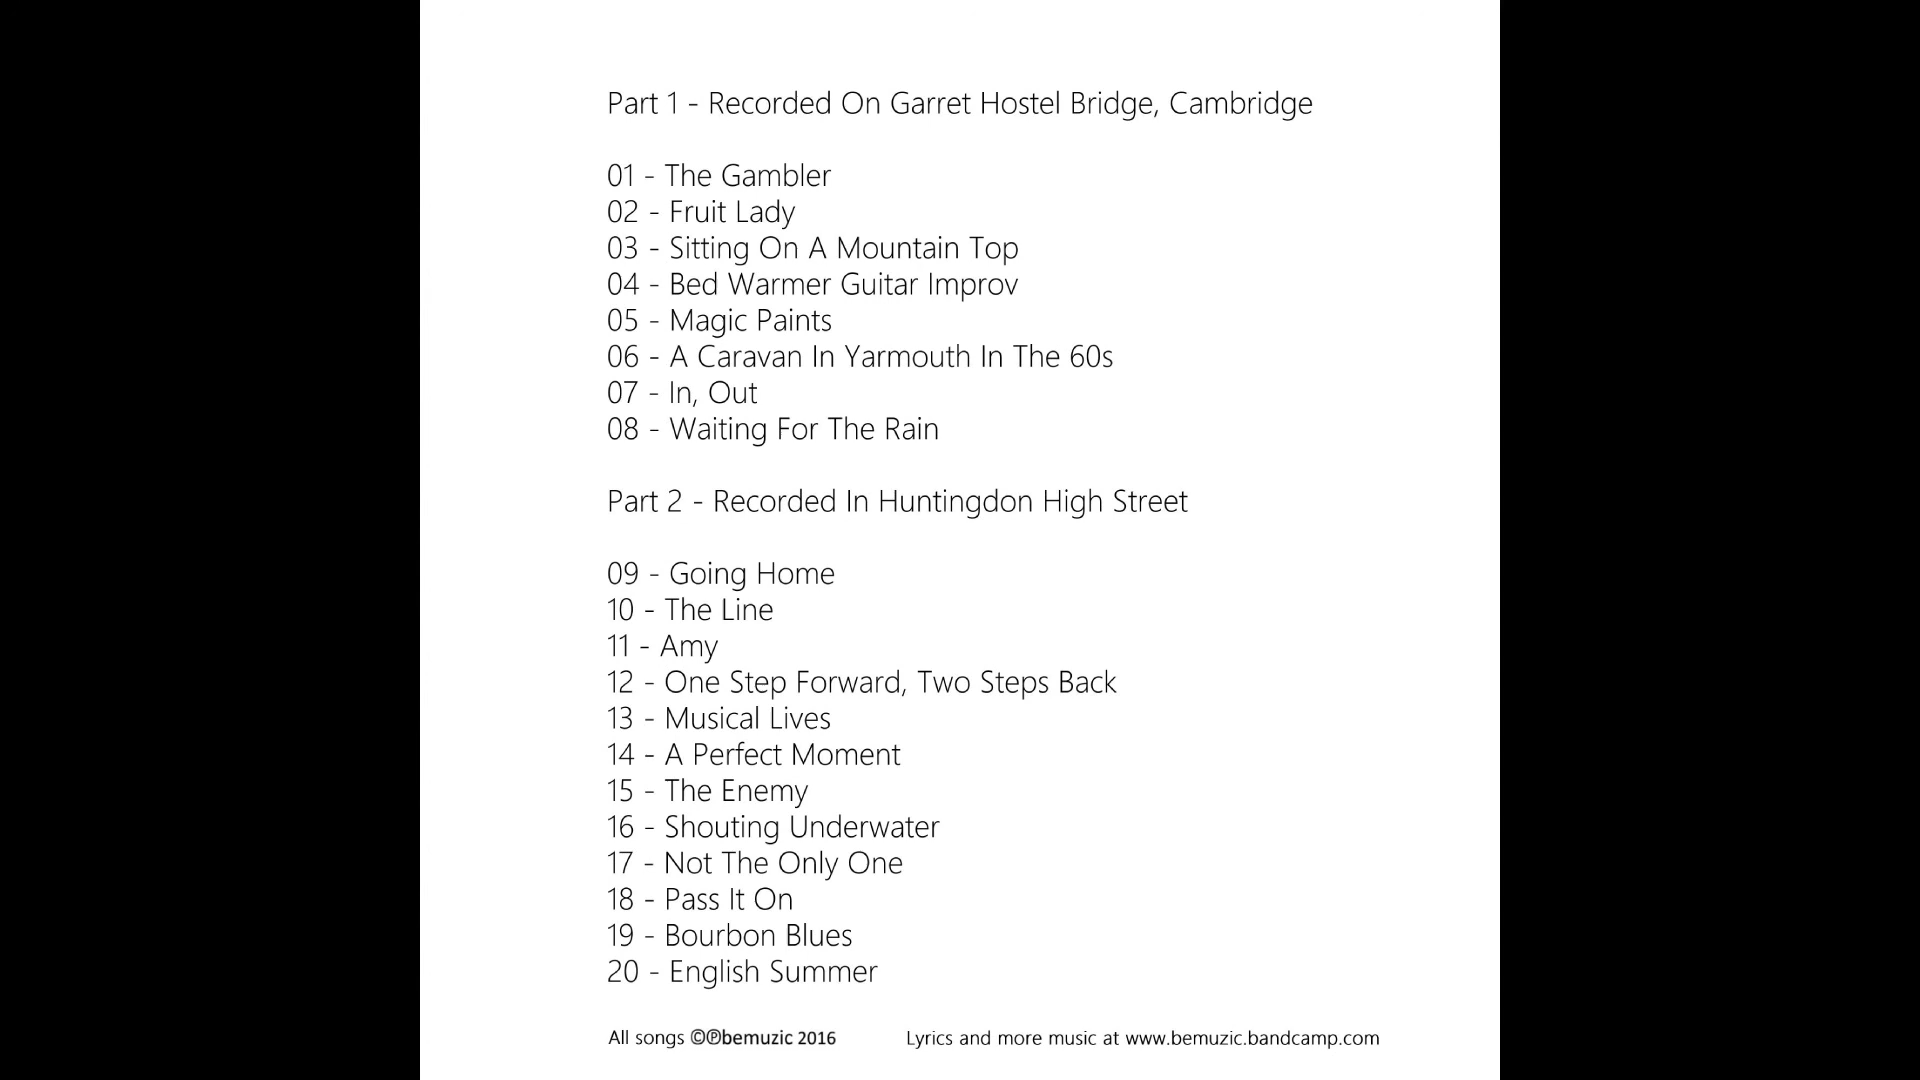 Part 1 - Recorded On Garret Hostel Bridge, Cambridge
01 - The Gambler
02 - Fruit Lady
03 - Sitting On A Mountain Top
04 - Bed Warmer Guitar Improv
05 - Magic Paints
06 - A Caravan In Yarmouth In The 60s
07 - In, Out
08 - Waiting For The Rain
Part 2 - Recorded In Huntingdon High Street
09 - Going Home
10 - The Line
11 - Amy
12 - One Step Forward, Two Steps Back
13 - Musical Lives
14 - A Perfect Moment
15 - The Enemy
16 - Shouting Underwater
17 - Not The Only One
18 - Pass It On
19 - Bourbon Blues
20 - English Summer
All songs ©℗bemuzic 2016 Lyrics and more music at www.bemuzic.bandcamp.com